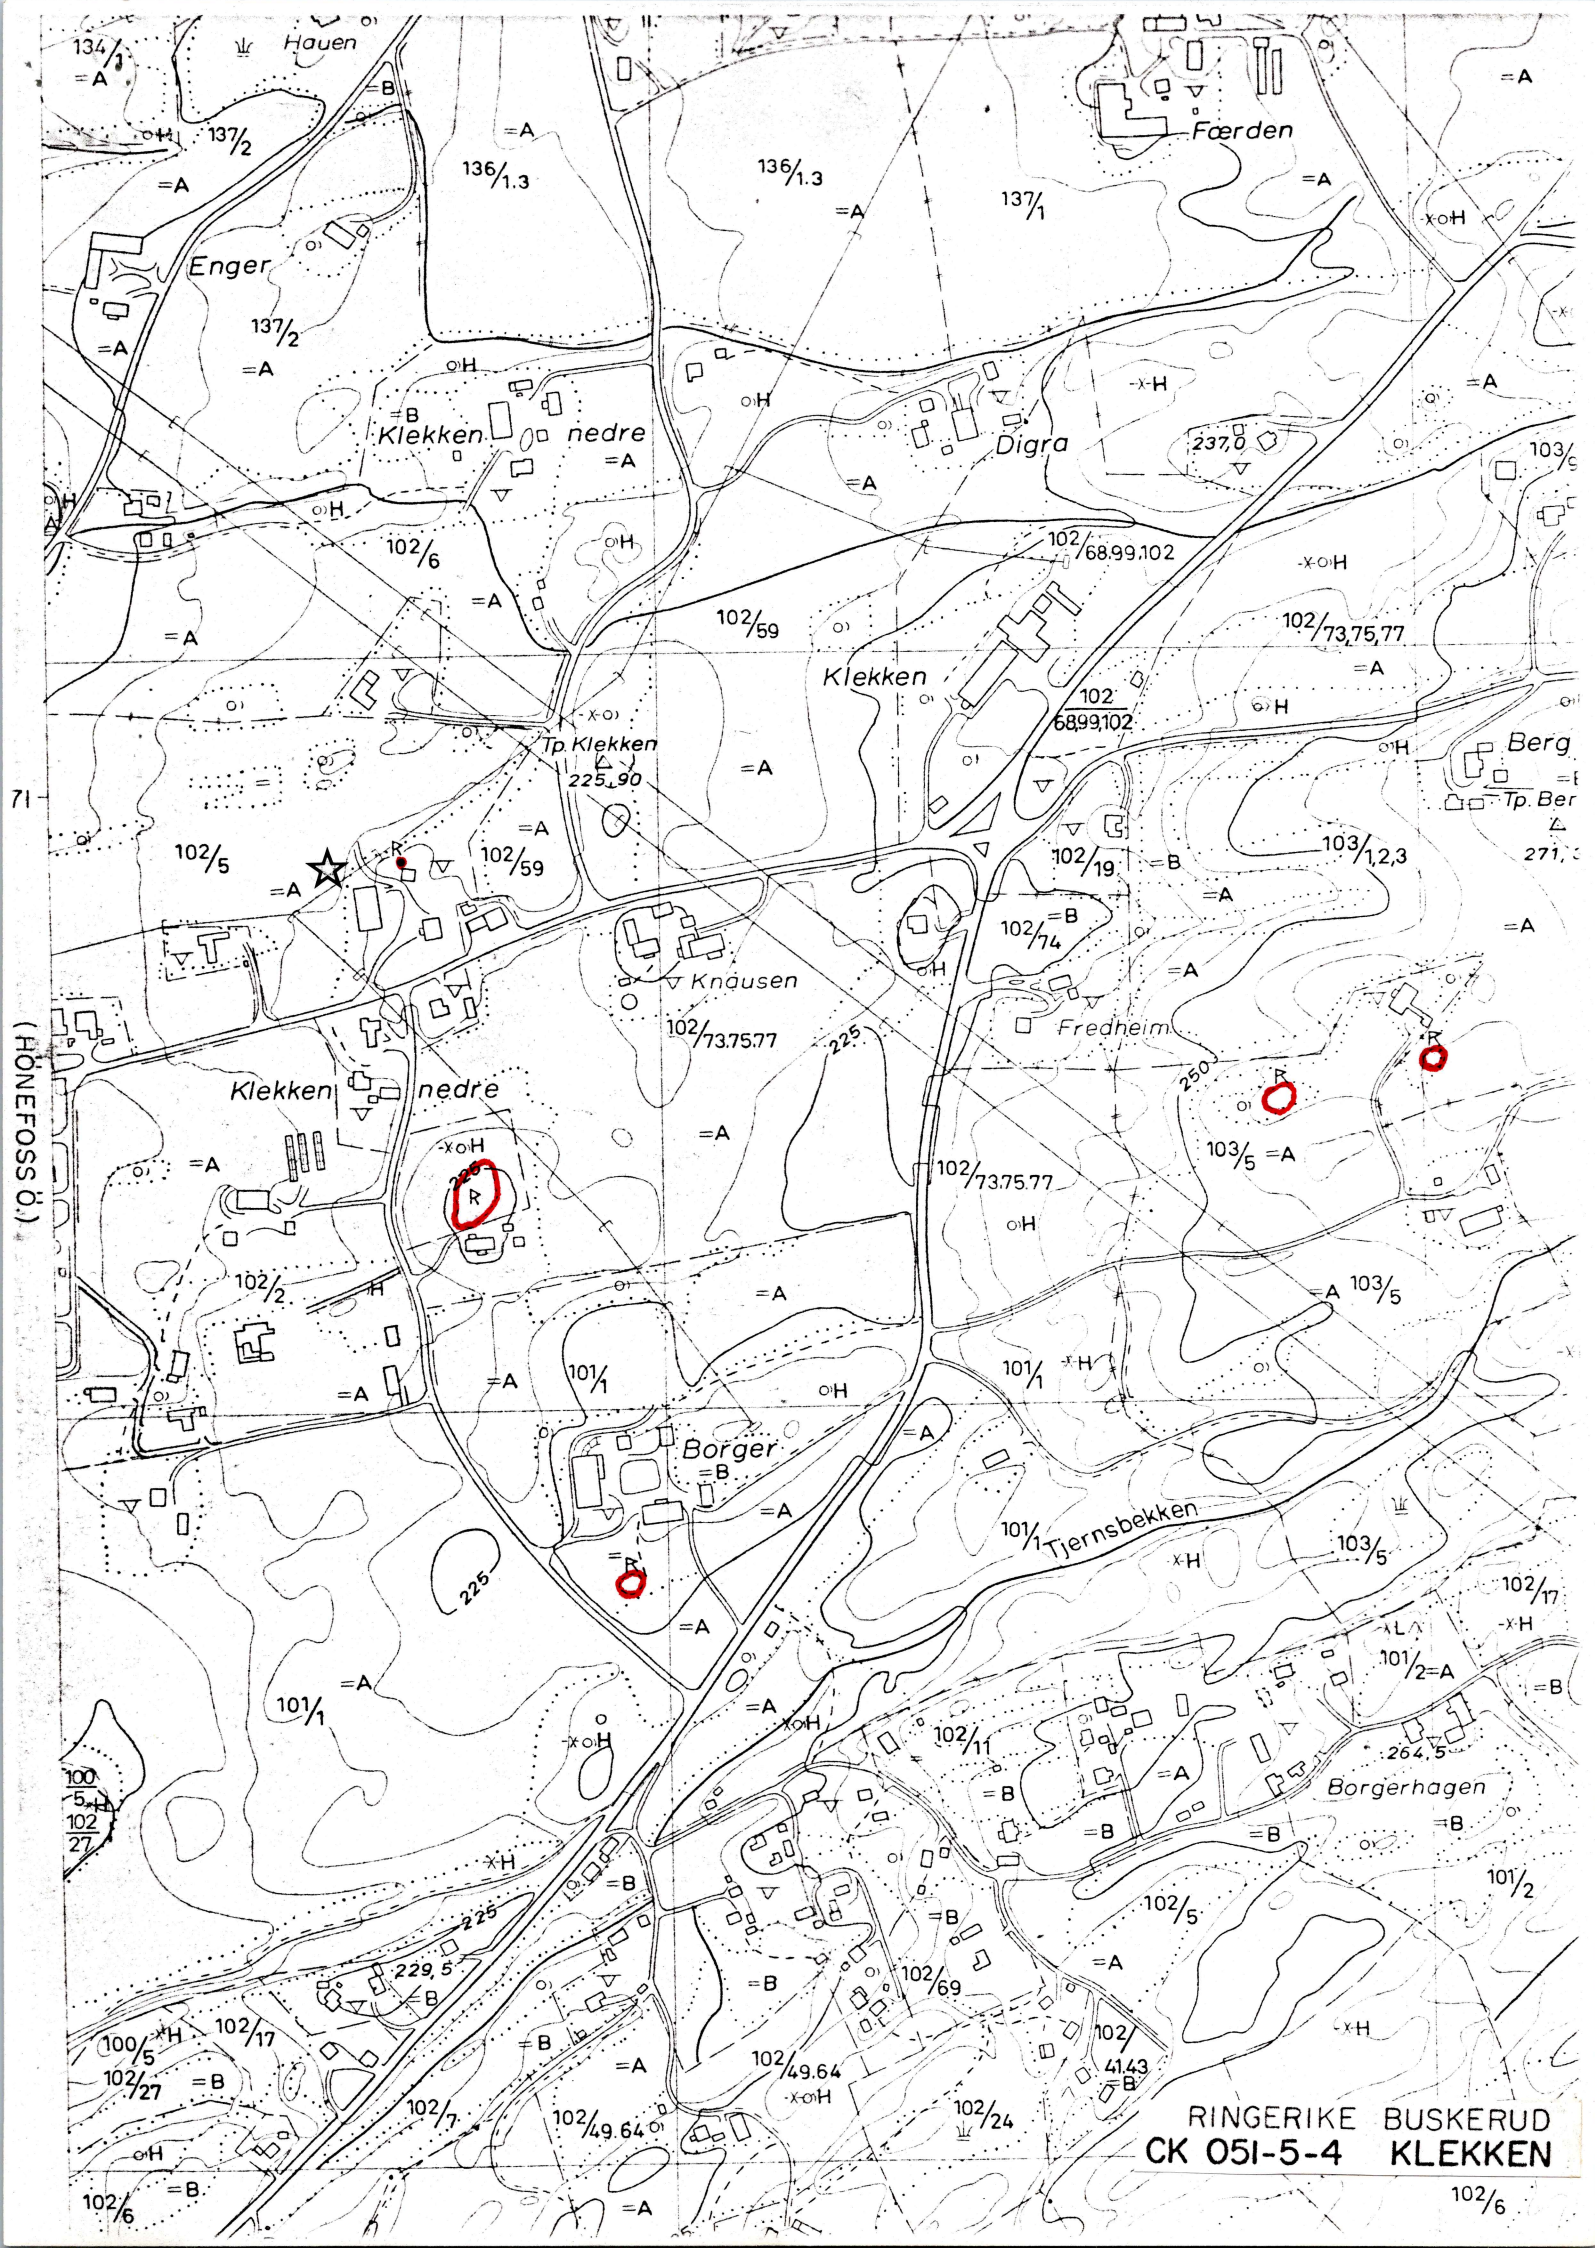 134/1
=A
Hauen
=B
=A
=A
137/2
136/1.3
136/1.3
137/1
Færden
=A
=A
=A
-x-o)H
Enger
137/2
=A
=A
o)H
=B
Klekken nedre
=A
o)H
Digra
-x-H
237,0
=A
103/9
=A
o)H
102/6
=A
o)H
102/68.99.102
-x-o)H
=A
102/59
102/73,75,77
=A
Klekken
102
68,99,102
o)H
-x-o)
Tp.Klekken
225,90
=A
o)H
Berg
Tp.Ber
271,
71
102/5
=A
=A
102/59
102/19
=B
103/1,2,3
=A
R
=B
102/74
=A
=A
o)H
Knausen
102/73.75.77
225
Fredheim
250
R
R
(HÖNEFOSS Ö.)
Klekken nedre
-x-o)H
225
R
=A
=A
103/5 =A
102/73.75.77
o)H
102/2
H
=A
=A 103/5
=A
=A
101/1
o)H
101/1
x-H
=A
Borger
=B
=A
101/1
Tjernsbekken
x-H
103/5
225
R
=A
102/17
-x-H
101/2=A
=B
=A
101/1
=A
x-o-H
-x-o)H
102/11
264,5
Borgerhagen
=B
=A
=B
=B
=B
100
5
102
27
x-H
=B
225
229,5
=B
101/2
102/5
=B
=A
=B
102/69
100/5
x-H
102/17
=B
=A
102/41.43
=B
-x-H
102/27
=B
102/7
102/49.64
-x-o)H
102/49.64
102/24
o)H
=B
102/6
=A
RINGERIKE BUSKERUD
CK 051-5-4 KLEKKEN
102/6